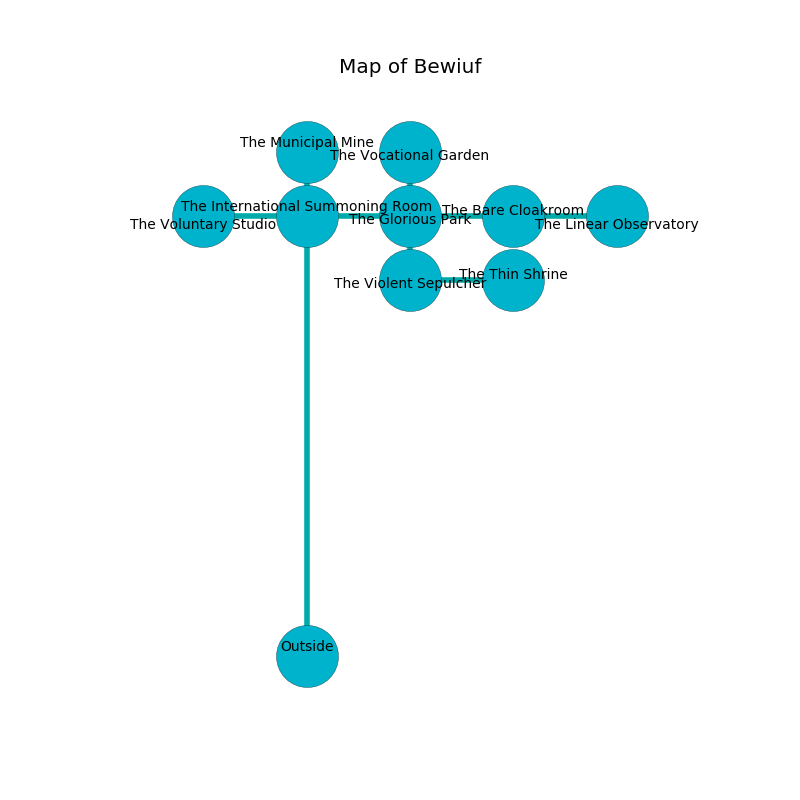 Map of Bewiuf
The Municipal Mine
The Vocational Garden
The International Summoning Room
The Bare Cloakroom
The Glorious Park
The Voluntary Studio
The Linear Observatory
The Thin Shrine
The Violent Sepulcher
Outside